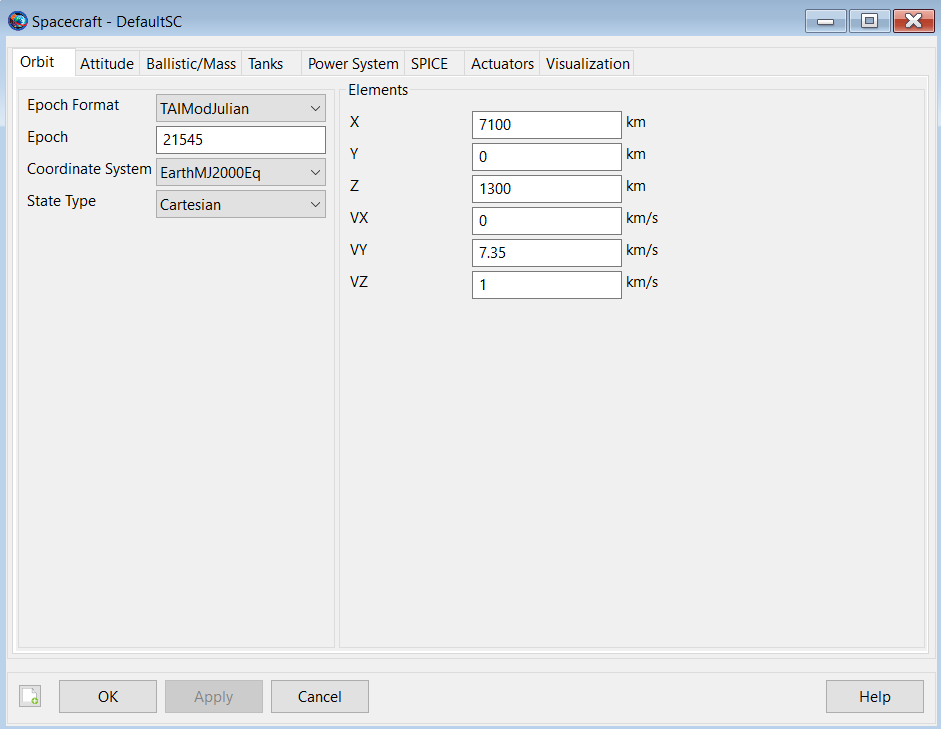 Spacecraft - DefaultSC
Orbit Attitude Ballistic/Mass Tanks Power System SPICE Actuators Visualization
Epoch Format TAIModJulian
Epoch 21545
Coordinate System EarthMJ2000Eq
State Type Cartesian
Elements
X 7100 km
Y 0 km
Z 1300 km
VX 0 km/s
VY 7.35 km/s
VZ 1 km/s
OK Apply Cancel Help